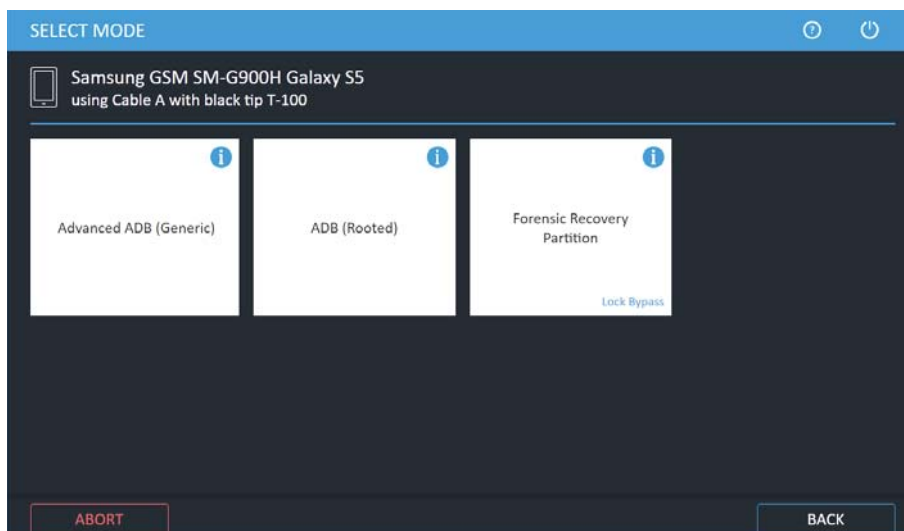 SELECT MODE
Samsung GSM SM-G900H Galaxy S5
using Cable A with black tip T-100
Advanced ADB (Generic)
ADB (Rooted)
Forensic Recovery
Partition
Lock Bypass
ABORT
BACK